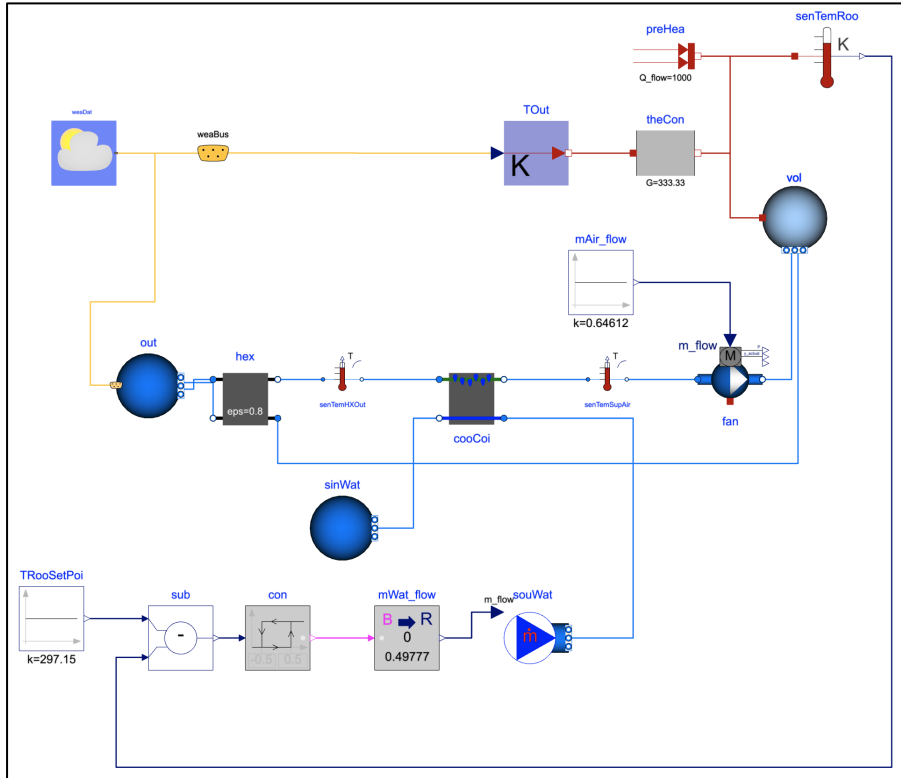 senTemRoo
preHea
K
Q_flow=1000
weaDat
weaBus
TOut
theCon
K
G=333.33
vol
mAir_flow
k=0.64612
out
hex
T
T
m_flow
M
eps=0.8
senTemHXOut
senTemSupAir
cooCoi
fan
sinWat
TRooSetPoi
sub
con
mWat_flow
m_flow
souWat
B
R
-
0
ṁ
-0.5
0.5
0.49777
k=297.15